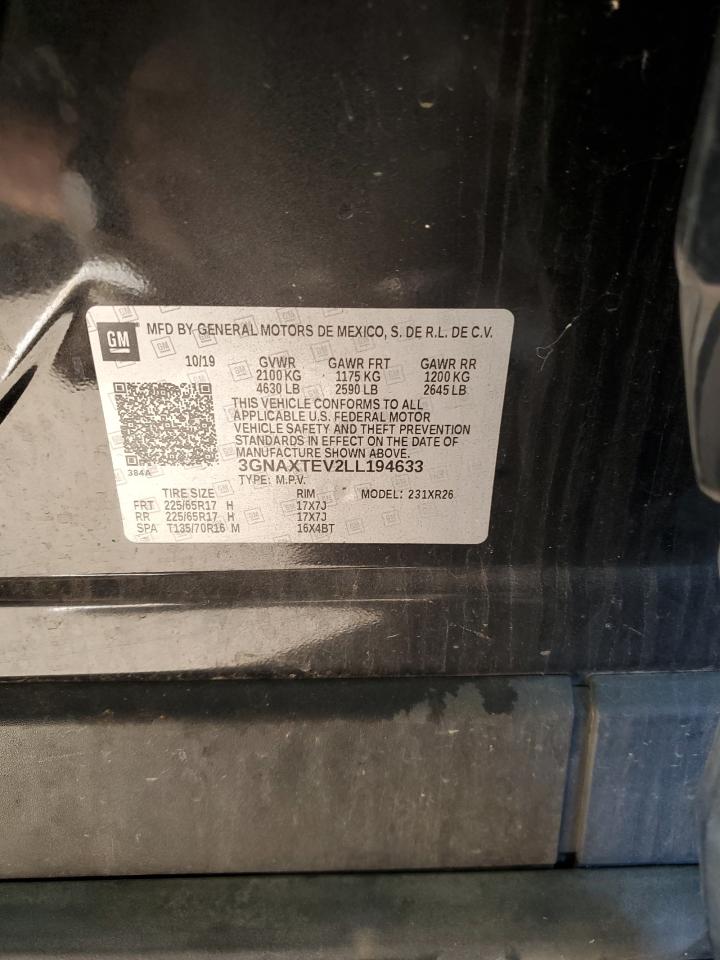 GM MFD BY GENERAL MOTORS DE MEXICO, S. DE R.L. DE C.V.
10/19 GVWR GAWR FRT GAWR RR
2100 KG 1175 KG 1200 KG
4630 LB 2590 LB 2645 LB
THIS VEHICLE CONFORMS TO ALL
APPLICABLE U.S. FEDERAL MOTOR
VEHICLE SAFETY AND THEFT PREVENTION
STANDARDS IN EFFECT ON THE DATE OF
MANUFACTURE SHOWN ABOVE.
384A 3GNAXTEV2LL194633
TYPE: M.P.V.
TIRE SIZE RIM MODEL: 231XR26
FRT 225/65R17 H 17X7J
RR 225/65R17 H 17X7J
SPA T135/70R16 M 16X4BT